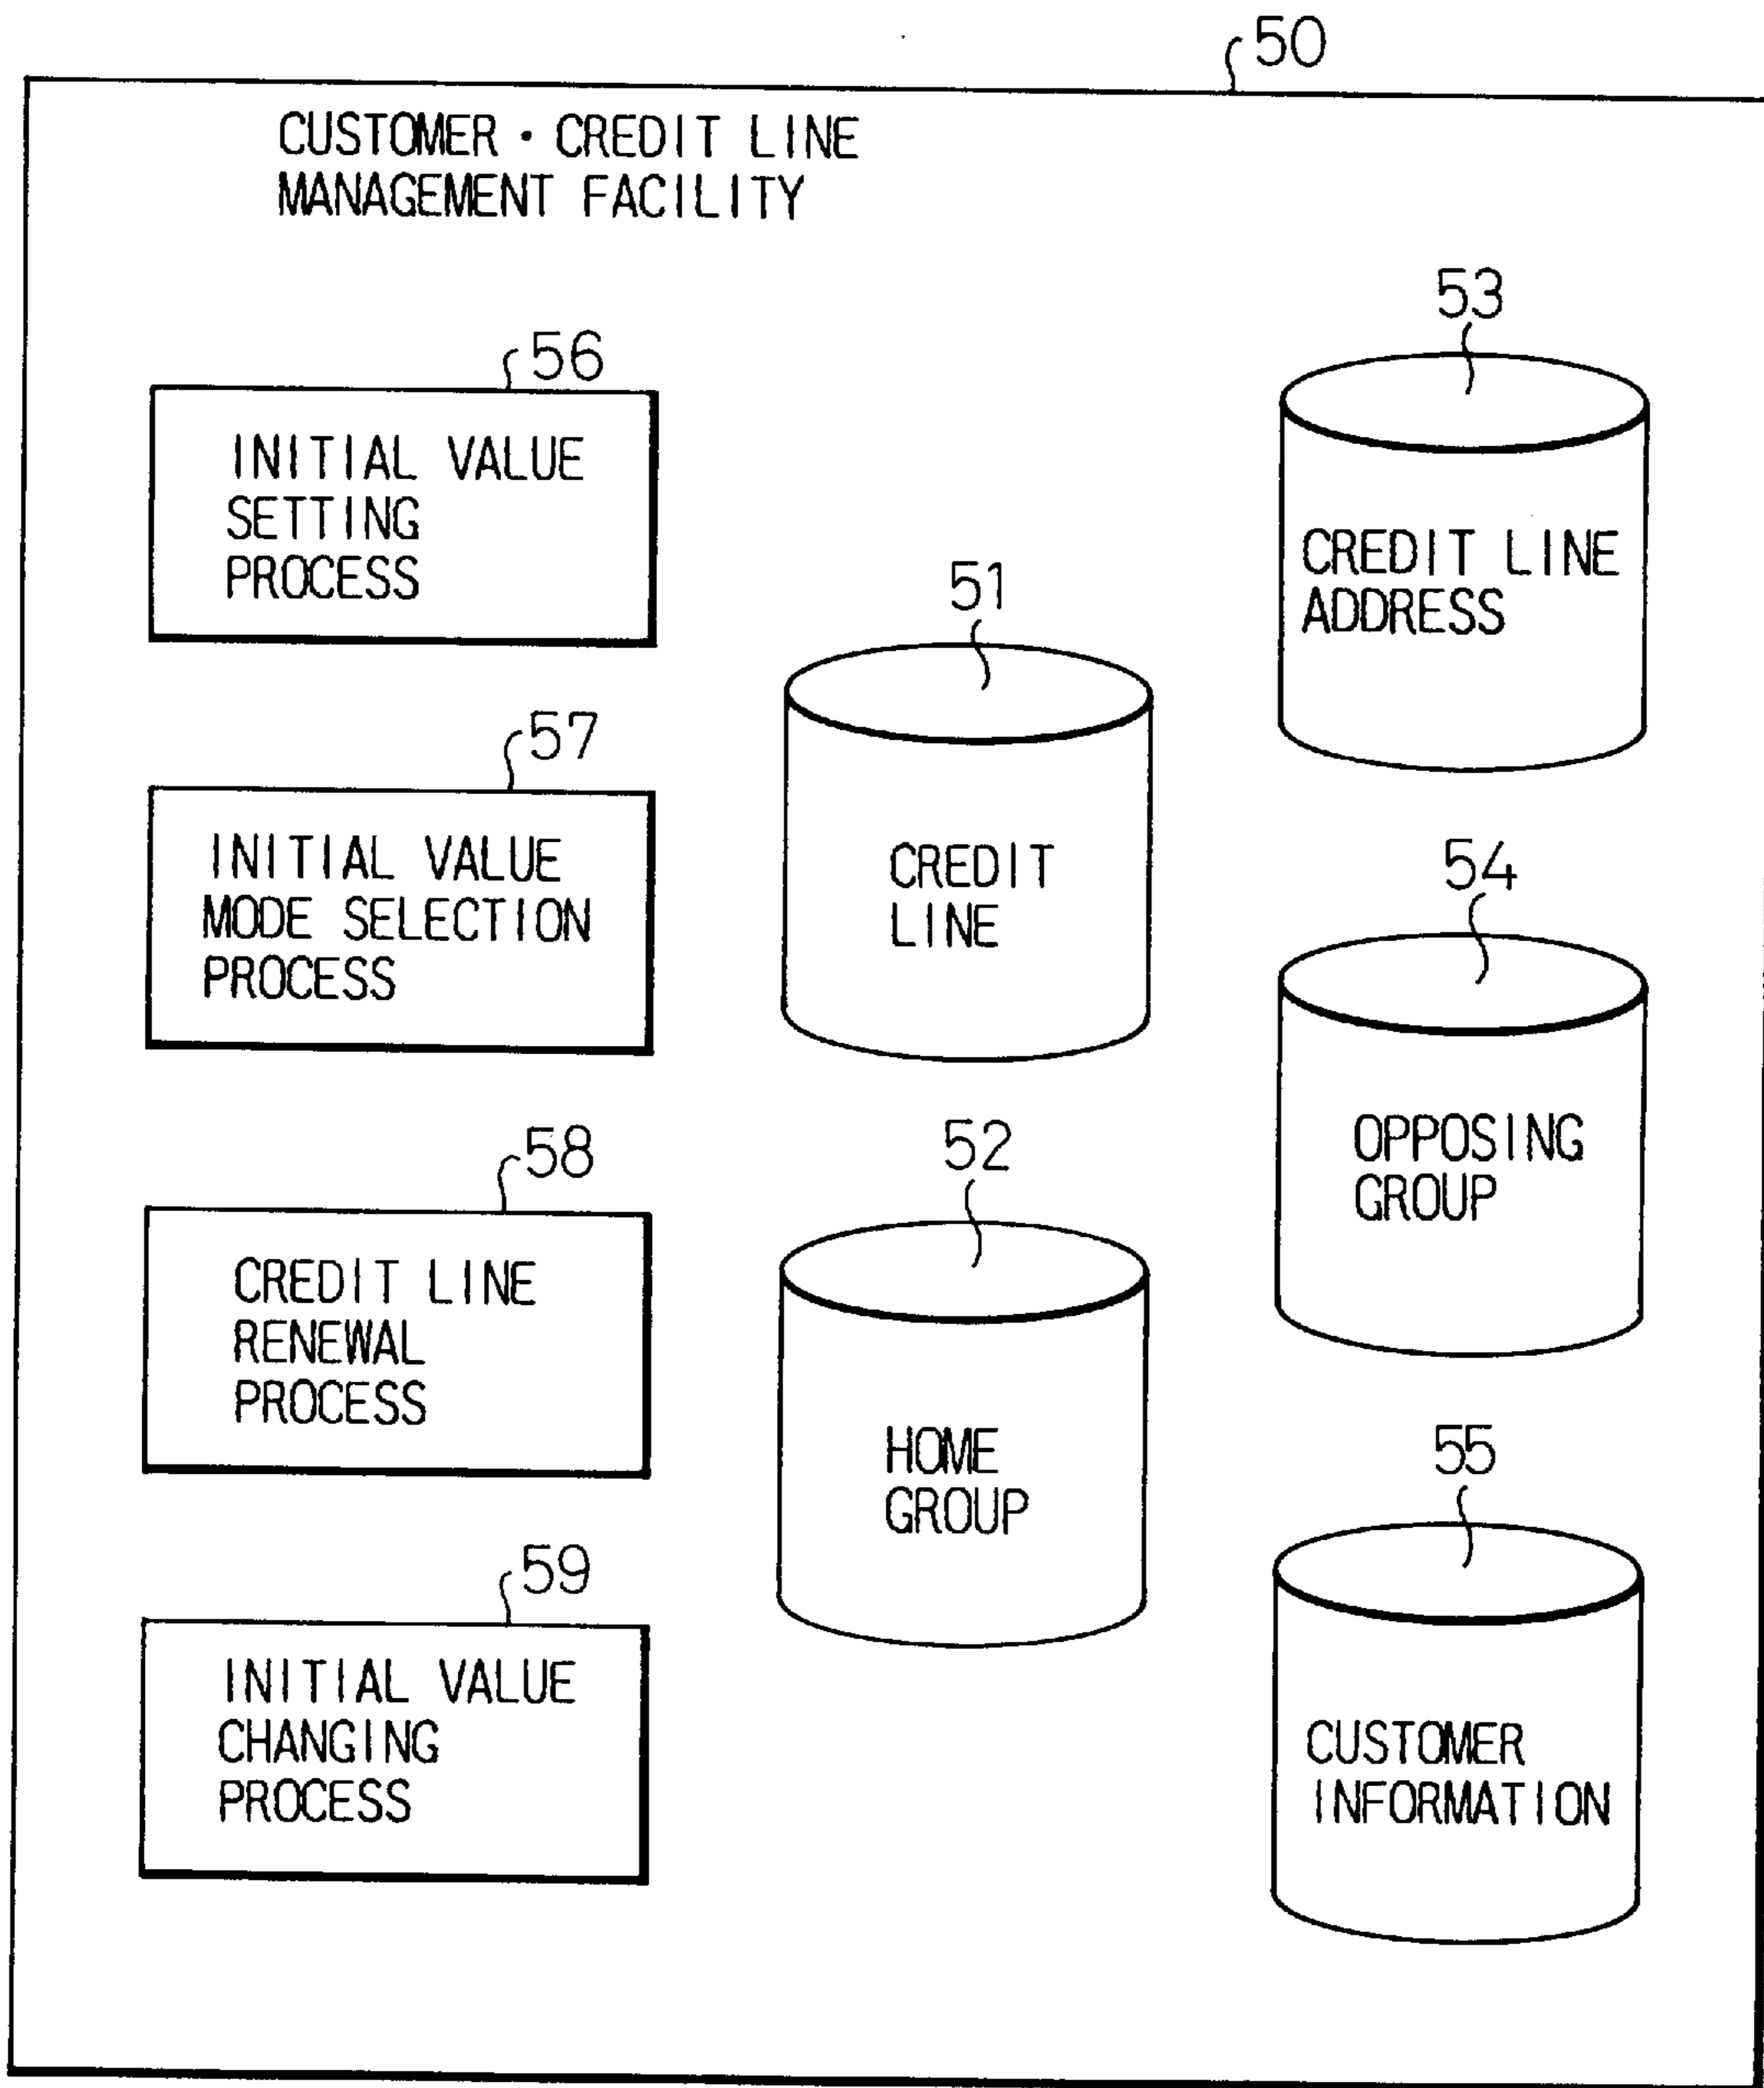 50
CUSTOMER · CREDIT LINE
MANAGEMENT FACILITY
56
INITIAL VALUE
SETTING
PROCESS
57
INITIAL VALUE
MODE SELECTION
PROCESS
58
CREDIT LINE
RENEWAL
PROCESS
59
INITIAL VALUE
CHANGING
PROCESS
51
CREDIT
LINE
52
HOME
GROUP
53
CREDIT LINE
ADDRESS
54
OPPOSING
GROUP
55
CUSTOMER
INFORMATION